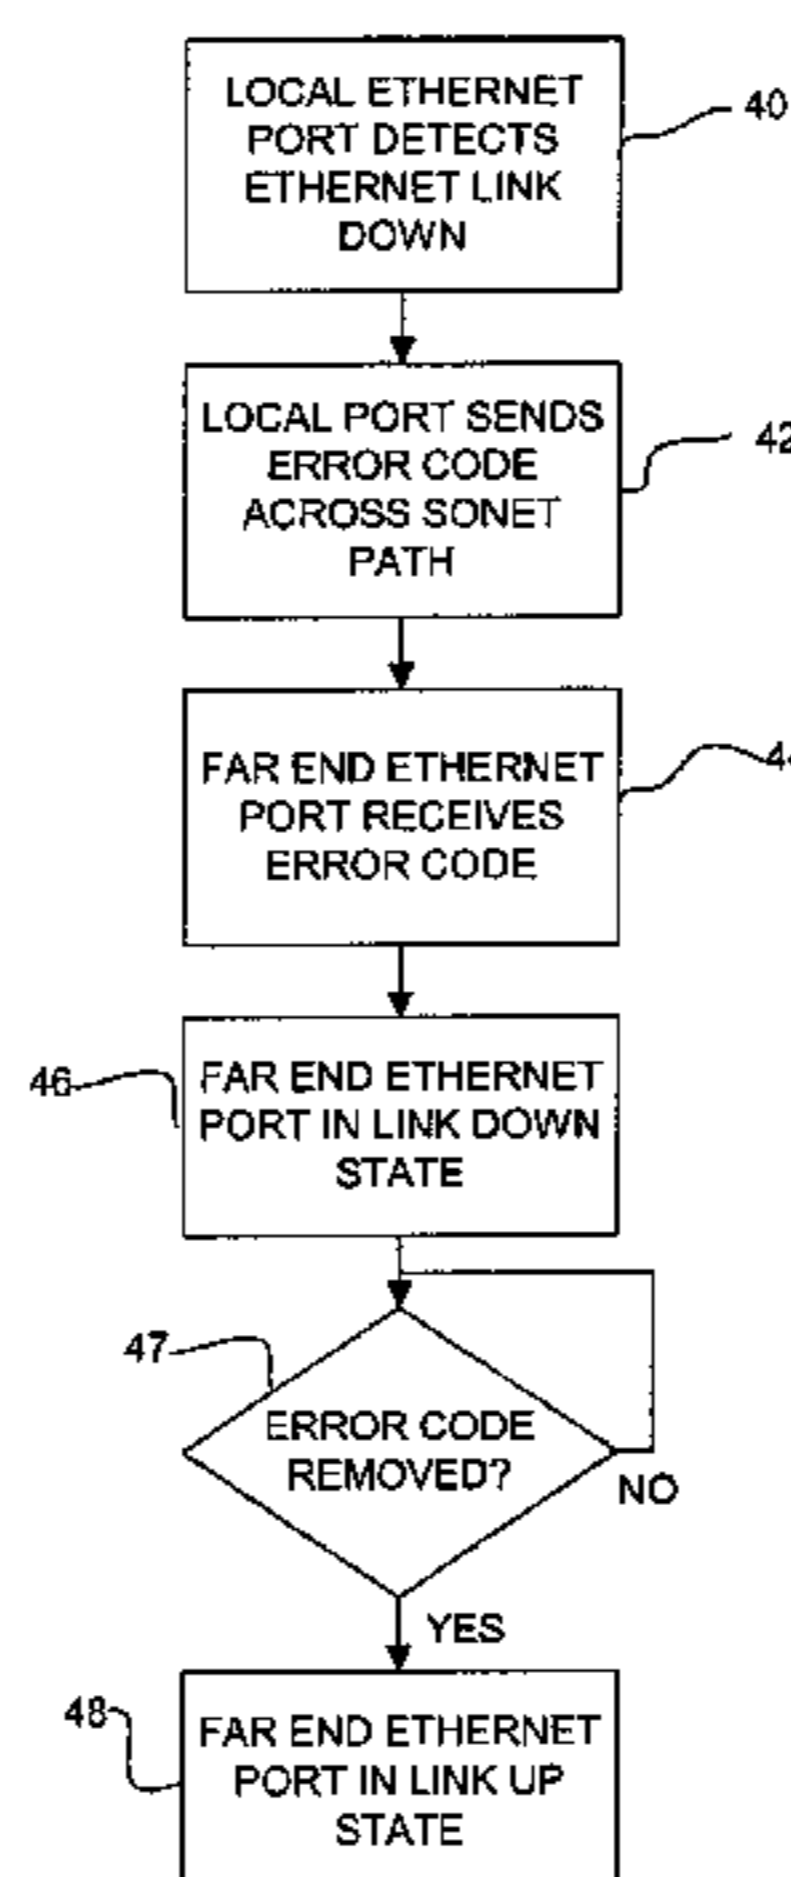 LOCAL ETHERNET
PORT DETECTS
ETHERNET LINK
DOWN
40
LOCAL PORT SENDS
ERROR CODE
ACROSS SONET
PATH
42
FAR END ETHERNET
PORT RECEIVES
ERROR CODE
44
46
FAR END ETHERNET
PORT IN LINK DOWN
STATE
47
ERROR CODE
REMOVED?
NO
YES
48
FAR END ETHERNET
PORT IN LINK UP
STATE